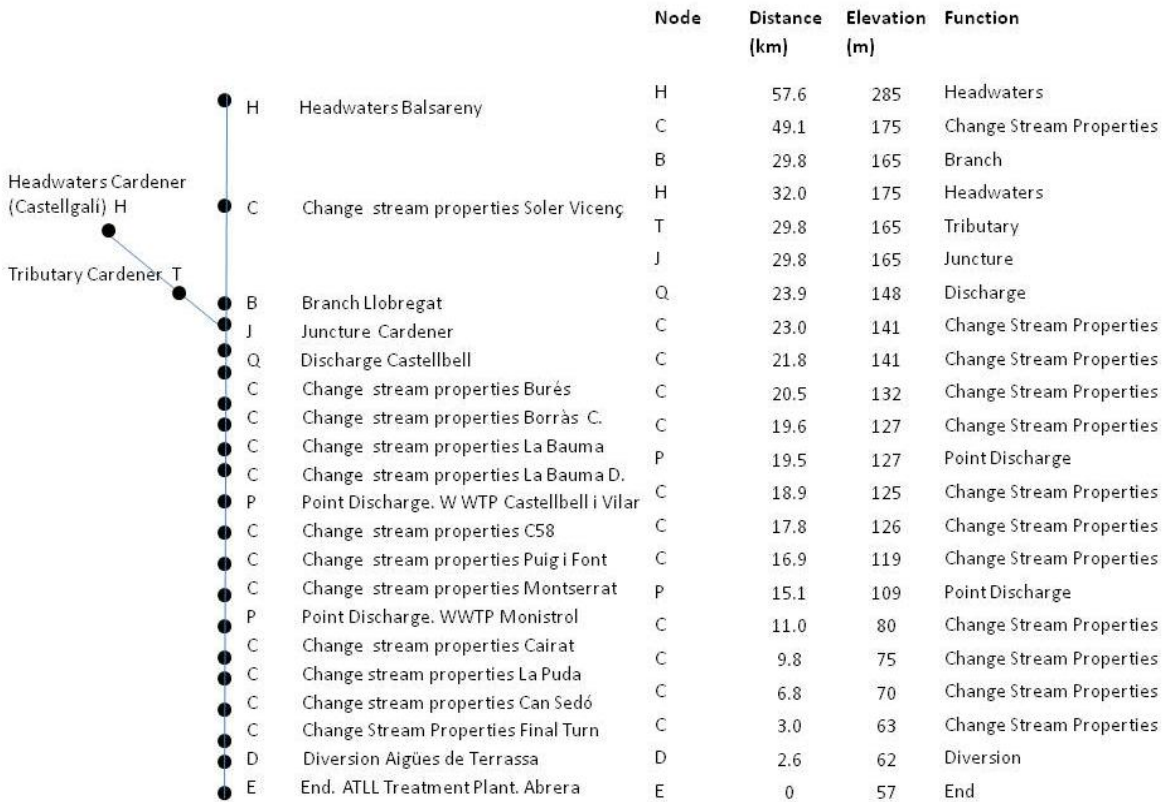 Node Distance (km) Elevation (m) Function
H Headwaters Balsareny
C Change stream properties Soler Vicenç
Headwaters Cardener
(Castellgalí) H
Tributary Cardener T
B Branch Llobregat
J Juncture Cardener
Q Discharge Castellbell
C Change stream properties Burés
C Change stream properties Borràs C.
C Change stream properties La Bauma
C Change stream properties La Bauma D.
P Point Discharge. W WTP Castellbell i Vilar
C Change stream properties C58
C Change stream properties Puig i Font
C Change stream properties Montserrat
P Point Discharge. WWTP Monistrol
C Change stream properties Cairat
C Change stream properties La Puda
C Change stream properties Can Sedó
C Change Stream Properties Final Turn
D Diversion Aigües de Terrassa
E End. ATLL Treatment Plant. Abrera
H 57.6 285 Headwaters
C 49.1 175 Change Stream Properties
B 29.8 165 Branch
H 32.0 175 Headwaters
T 29.8 165 Tributary
J 29.8 165 Juncture
Q 23.9 148 Discharge
C 23.0 141 Change Stream Properties
C 21.8 141 Change Stream Properties
C 20.5 132 Change Stream Properties
C 19.6 127 Change Stream Properties
P 19.5 127 Point Discharge
C 18.9 125 Change Stream Properties
C 17.8 126 Change Stream Properties
C 16.9 119 Change Stream Properties
P 15.1 109 Point Discharge
C 11.0 80 Change Stream Properties
C 9.8 75 Change Stream Properties
C 6.8 70 Change Stream Properties
C 3.0 63 Change Stream Properties
D 2.6 62 Diversion
E 0 57 End